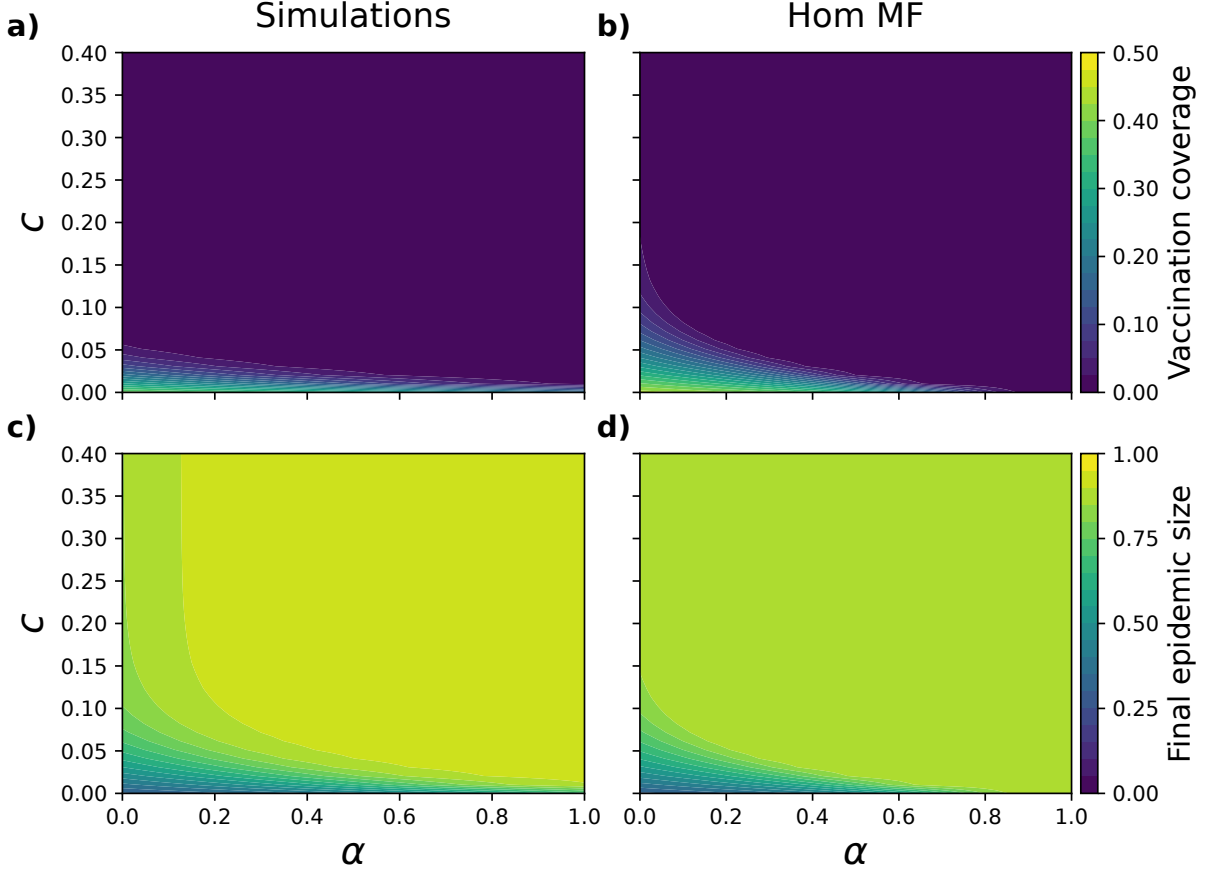 a)
Simulations
b)
Hom MF
0.40
0.35
0.30
0.25
0.20
0.15
0.10
0.05
0.00
c
0.50
0.40
0.30
0.20
0.10
0.00
Vaccination coverage
c)
d)
0.40
0.35
0.30
0.25
0.20
0.15
0.10
0.05
0.00
c
0.0 0.2 0.4 0.6 0.8 1.0
α
0.0 0.2 0.4 0.6 0.8 1.0
α
1.00
0.75
0.50
0.25
0.00
Final epidemic size